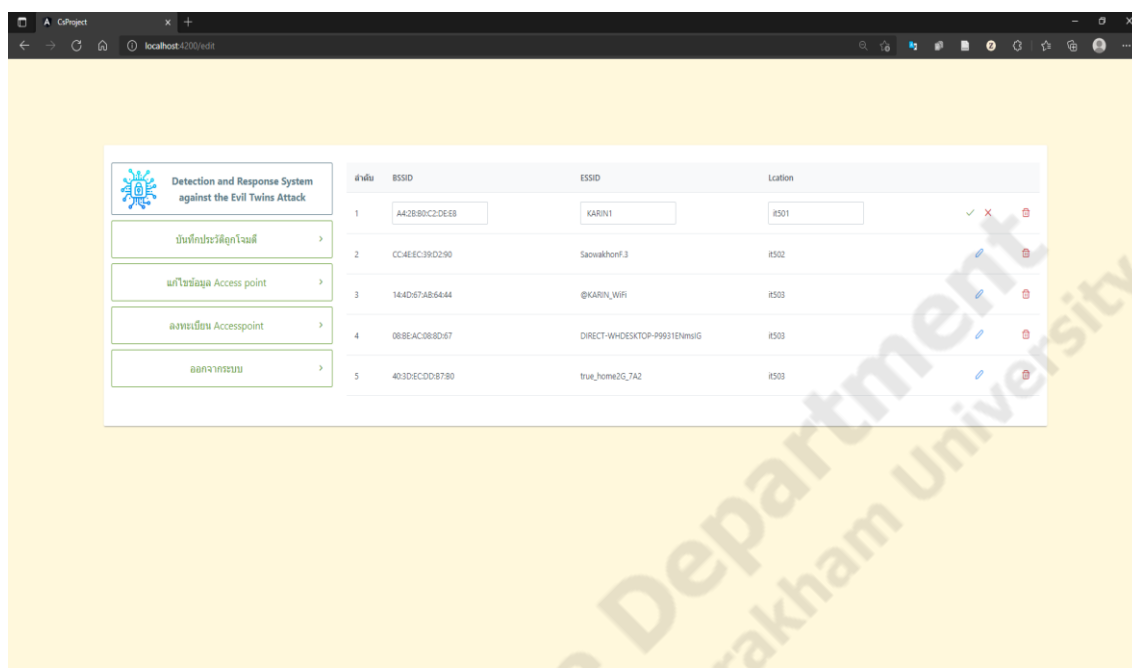 CsProject
localhost:4200/edit
Detection and Response System
against the Evil Twins Attack
บันทึกประวัติถูกโจมตี
แก้ไขข้อมูล Access point
ลงทะเบียน Accesspoint
ออกจากระบบ
ลำดับ BSSID ESSID Lcation
1 A4:2B:B0:C2:DE:E8 KARIN1 it501
2 CC:4E:EC:39:D2:90 SaowakhonF.3 it502
3 14:4D:67:AB:64:44 @KARIN_WiFi it503
4 08:BE:AC:08:8D:67 DIRECT-WHDESKTOP-P9931ENmsIG it503
5 40:3D:EC:DD:B7:80 true_home2G_7A2 it503
Department
University